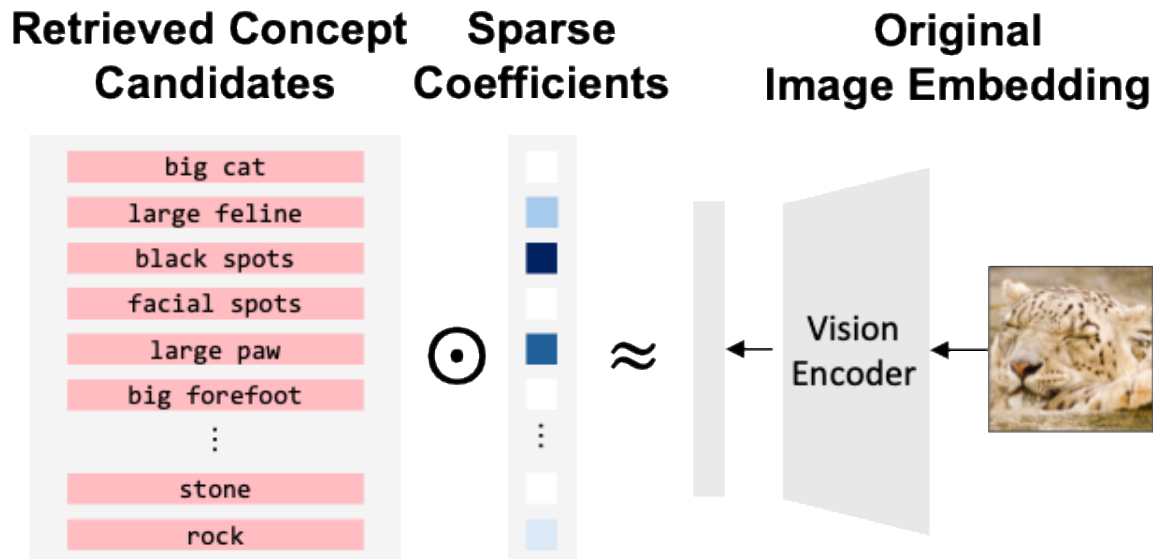 Retrieved Concept
Candidates
Sparse
Coefficients
Original
Image Embedding
big cat
large feline
black spots
facial spots
large paw
big forefoot
⋮
stone
rock
⊙
⋮
≈
Vision
Encoder